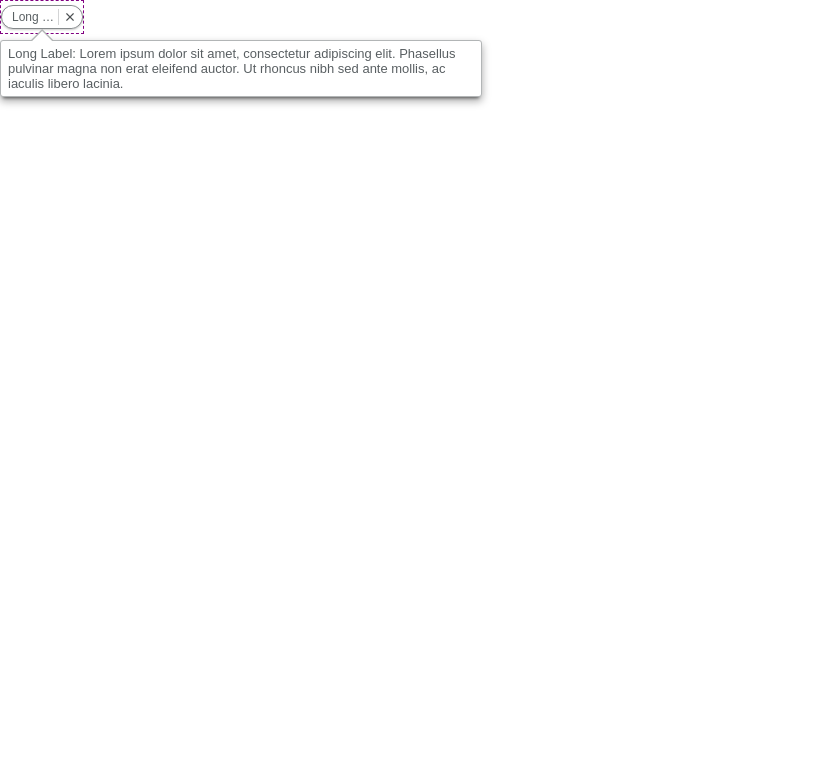 Long ...
Long Label: Lorem ipsum dolor sit amet, consectetur adipiscing elit. Phasellus
pulvinar magna non erat eleifend auctor. Ut rhoncus nibh sed ante mollis, ac
iaculis libero lacinia.